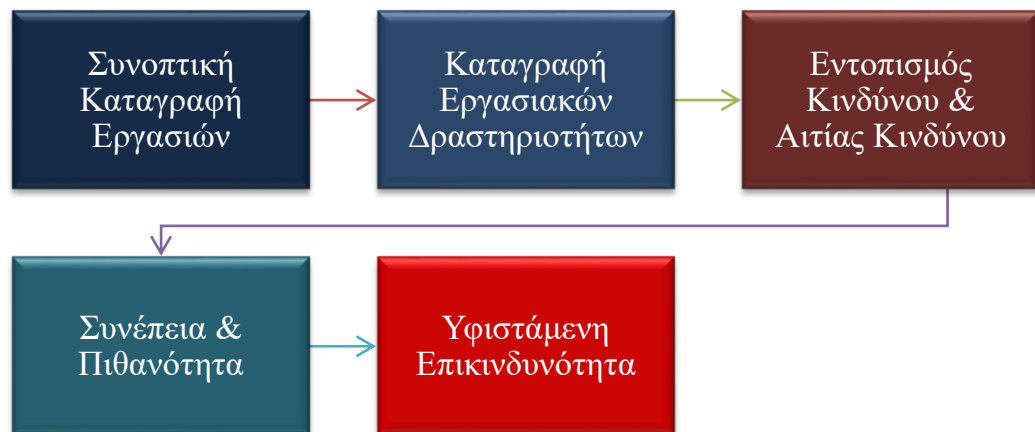 Συνοπτική
Καταγραφή
Εργασιών
Καταγραφή
Εργασιακών
Δραστηριοτήτων
Εντοπισμός
Κινδύνου &
Αιτίας Κινδύνου
Συνέπεια &
Πιθανότητα
Υφιστάμενη
Επικινδυνότητα